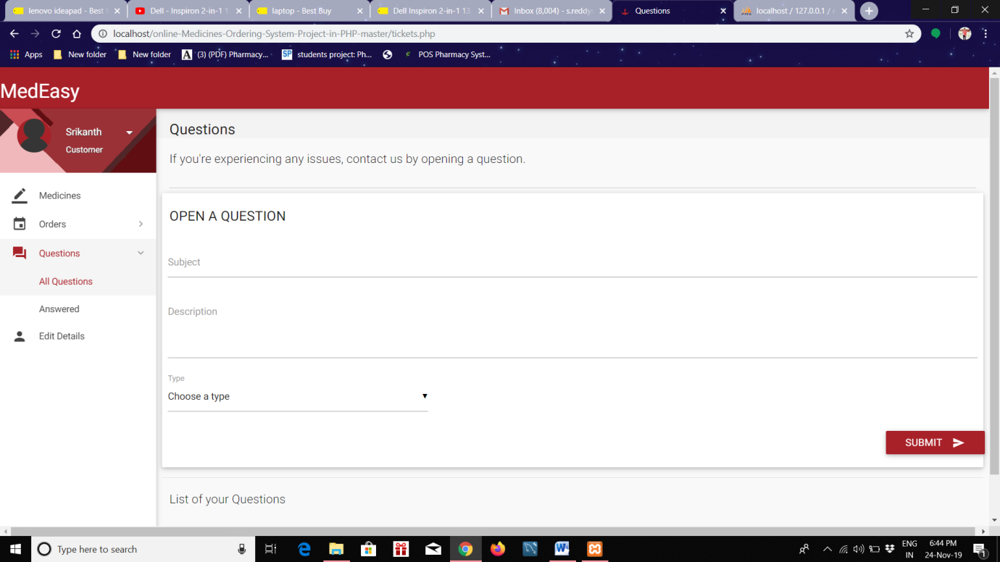 lenovo ideapad - Best
Dell - Inspiron 2-in-1 1
laptop - Best Buy
Dell Inspiron 2-in-1 13.
Inbox (8,004) - s.reddy
Questions
localhost / 127.0.0.1 /
localhost/online-Medicines-Ordering-System-Project-in-PHP-master/tickets.php
Apps
New folder
New folder
A
(3) (PDF) Pharmacy...
SP
students project: Ph...
POS Pharmacy Syst...
MedEasy
Srikanth
Customer
Medicines
Orders
Questions
All Questions
Answered
Edit Details
Questions
If you're experiencing any issues, contact us by opening a question.
OPEN A QUESTION
Subject
Description
Type
Choose a type
SUBMIT
List of your Questions
Type here to search
ENG
IN
6:44 PM
24-Nov-19
1